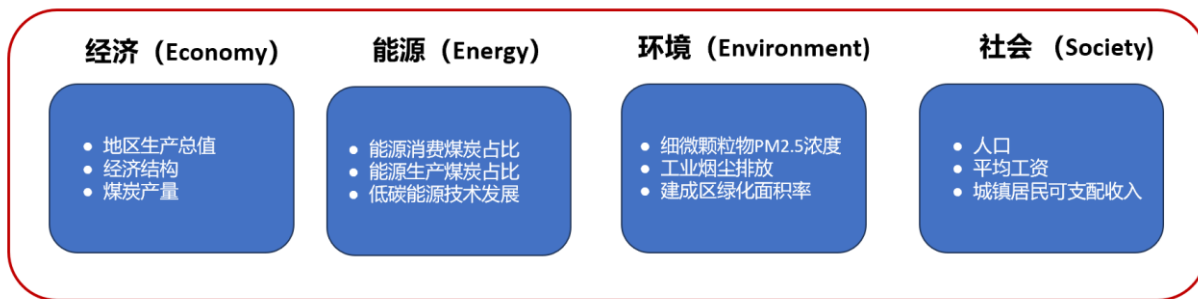 经济（Economy）
• 地区生产总值
• 经济结构
• 煤炭产量
能源（Energy）
• 能源消费煤炭占比
• 能源生产煤炭占比
• 低碳能源技术发展
环境（Environment）
• 细微颗粒物PM2.5浓度
• 工业烟尘排放
• 建成区绿化面积率
社会 （Society）
• 人口
• 平均工资
• 城镇居民可支配收入